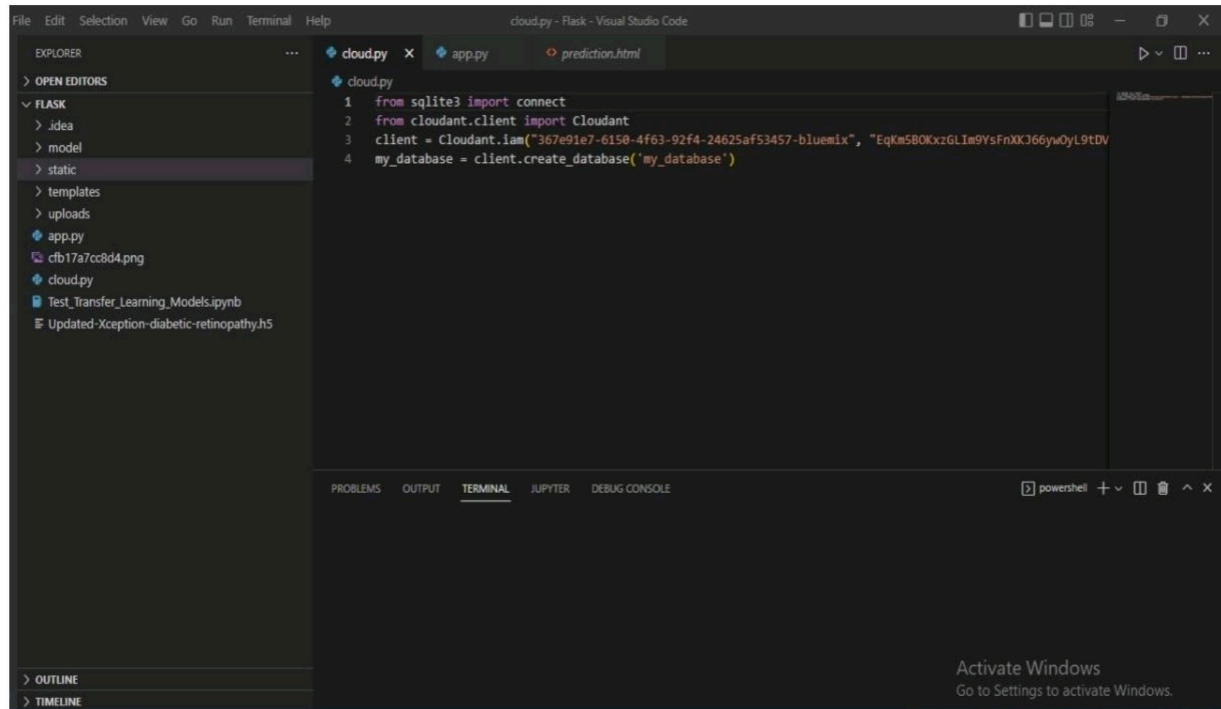 File Edit Selection View Go Run Terminal Help
cloud.py - Flask - Visual Studio Code
EXPLORER
OPEN EDITORS
FLASK
.idea
model
static
templates
uploads
app.py
cfb17a7cc8d4.png
cloud.py
Test_Transfer_Learning_Models.ipynb
Updated-Xception-diabetic-retinopathy.h5
OUTLINE
TIMELINE
cloud.py app.py prediction.html
cloud.py
1 from sqlite3 import connect
2 from cloudant.client import Cloudant
3 client = Cloudant.iam("367e91e7-6150-4f63-92f4-24625af53457-bluemix", "EqKm5BOKxzGLIm9YsFnXKJ66ywOyL9tDV
4 my_database = client.create_database('my_database')
PROBLEMS OUTPUT TERMINAL JUPYTER DEBUG CONSOLE
powershell
Activate Windows
Go to Settings to activate Windows.